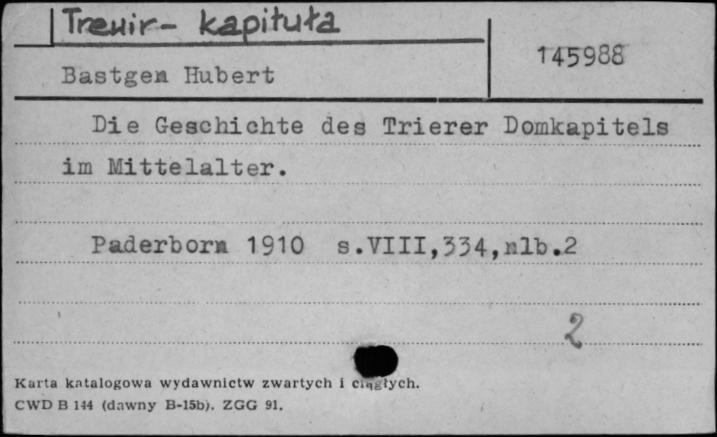 Trewir- kapituła
145988
Bastgen Hubert
Die Geschichte des Trierer Domkapitels
im Mittelalter.
Paderborn 1910 s.VIII,334,nlb.2
2
Karta katalogowa wydawnictw zwartych i ciągłych.
CWD B 144 (dawny B-15b). ZGG 91.